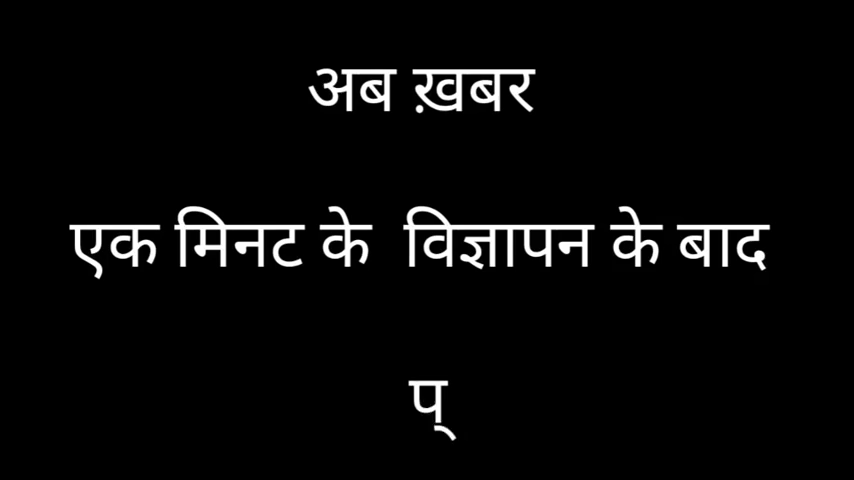 अब ख़बर
एक मिनट के विज्ञापन के बाद
प्